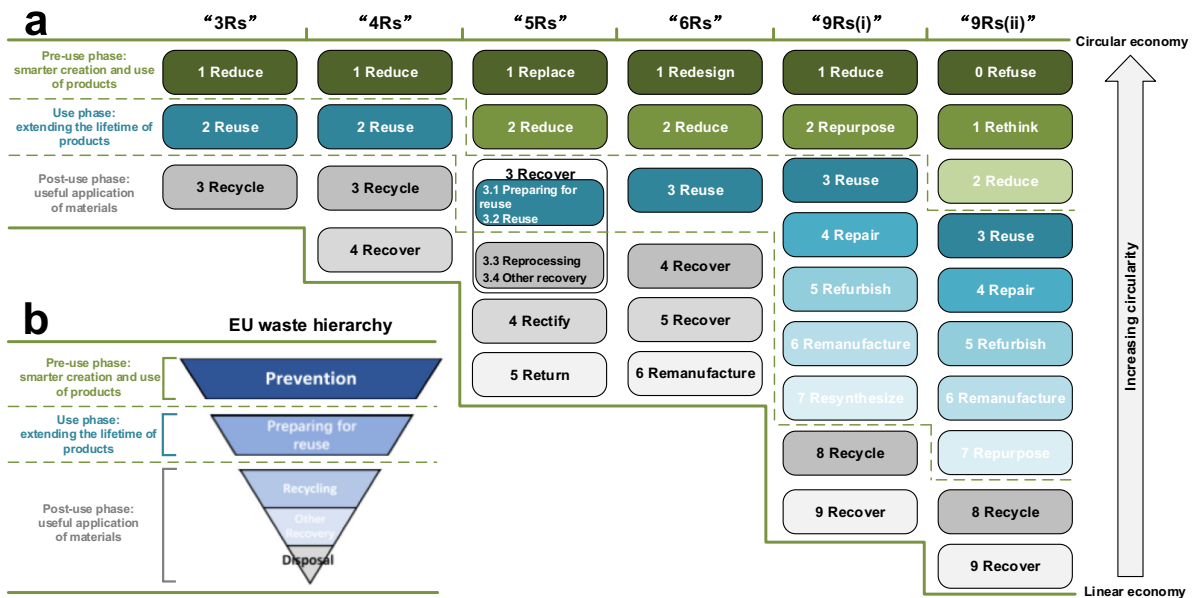 a
“3Rs”
“4Rs”
“5Rs”
“6Rs”
“9Rs(i)”
“9Rs(ii)”
Circular economy
Pre-use phase:
smarter creation and use
of products
1 Reduce
1 Reduce
1 Replace
1 Redesign
1 Reduce
0 Refuse
Use phase:
extending the lifetime of
products
2 Reuse
2 Reuse
2 Reduce
2 Reduce
2 Repurpose
1 Rethink
Post-use phase:
useful application
of materials
3 Recycle
3 Recycle
3 Recover
3.1 Preparing for
reuse
3.2 Reuse
3 Reuse
3 Reuse
2 Reduce
4 Recover
3.3 Reprocessing
3.4 Other recovery
4 Recover
4 Repair
3 Reuse
5 Refurbish
4 Repair
4 Rectify
5 Recover
6 Remanufacture
5 Refurbish
5 Return
6 Remanufacture
7 Resynthesize
6 Remanufacture
8 Recycle
7 Repurpose
9 Recover
8 Recycle
9 Recover
Increasing circularity
Linear economy
b
EU waste hierarchy
Pre-use phase:
smarter creation and use
of products
Prevention
Use phase:
extending the lifetime of
products
Preparing for
reuse
Post-use phase:
useful application
of materials
Recycling
Other
Recovery
Disposal